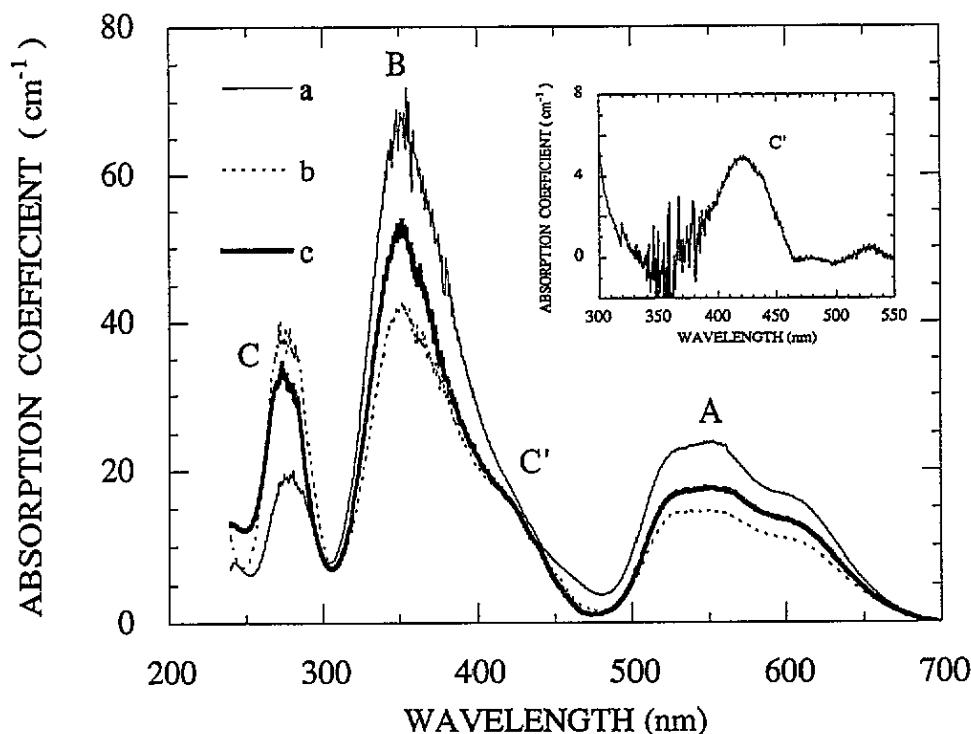 80
60
40
20
0
ABSORPTION COEFFICIENT ( cm⁻¹ )
200 300 400 500 600 700
WAVELENGTH (nm)
a
b
c
C
B
C'
A
8
4
0
ABSORPTION COEFFICIENT (cm⁻¹)
C'
300 350 400 450 500 550
WAVELENGTH (nm)